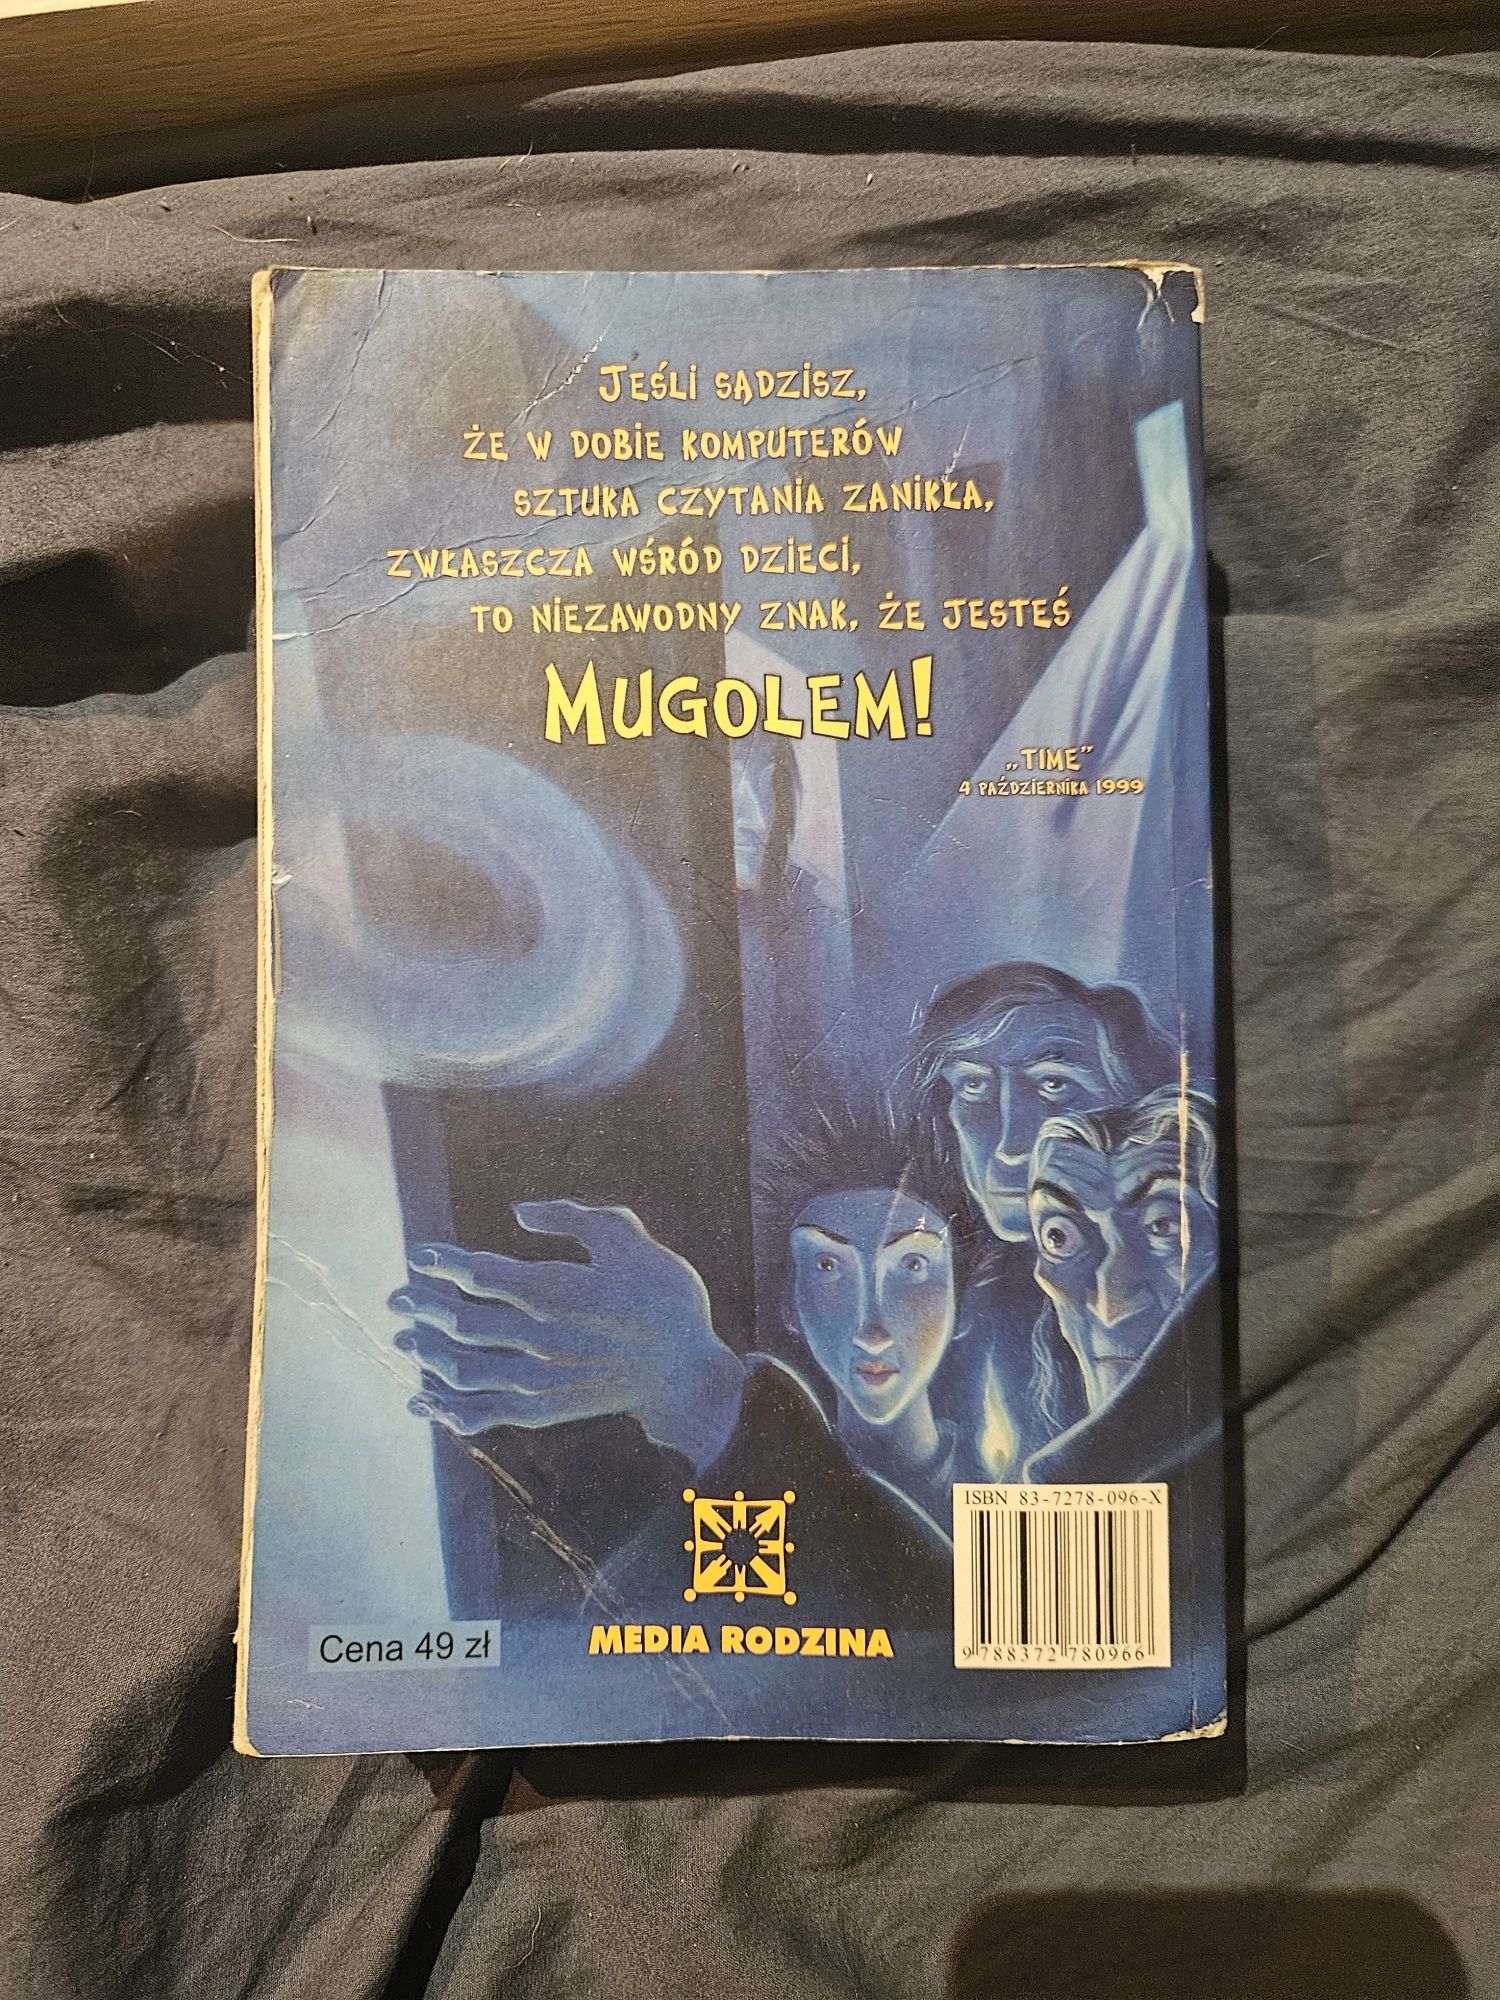 Jeśli sądzisz,
że w dobie komputerów
sztuka czytania zanikła,
zwłaszcza wśród dzieci,
to niezawodny znak, że jesteś
Mugolem!
„TIME”
4 października 1999
ISBN 83-7278-096-X
MEDIA RODZINA
Cena 49 zł
9 788372 780966